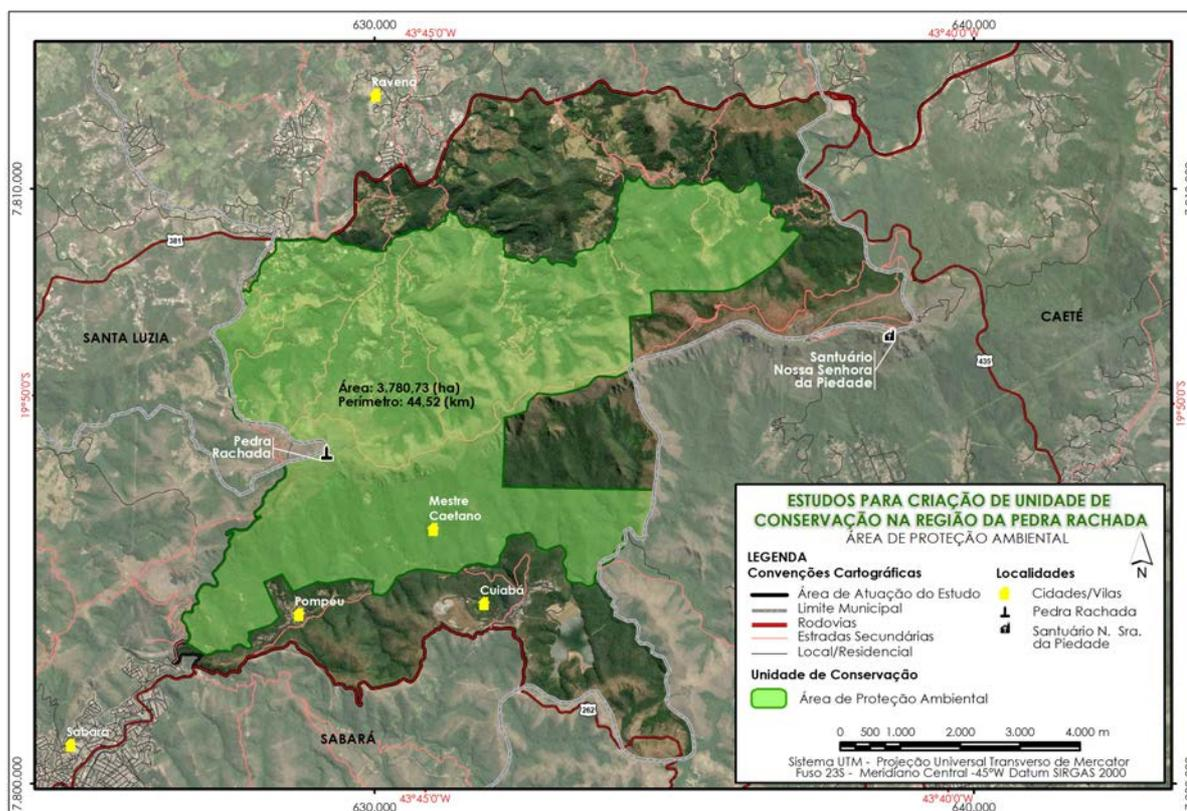 630.000
43°45'0"W
640.000
43°40'0"W
Ravena
7.810.000
381
SANTA LUZIA
CAETÉ
Santuário
Nossa Senhora
da Piedade
435
19°50'0"S
19°50'0"S
Área: 3.780,73 (ha)
Perímetro: 44,52 (km)
Pedra
Rachada
Mestre
Caetano
Cuiabá
Pompéu
262
Sabará
SABARÁ
7.800.000
630.000
43°45'0"W
43°40'0"W
640.000
ESTUDOS PARA CRIAÇÃO DE UNIDADE DE
CONSERVAÇÃO NA REGIÃO DA PEDRA RACHADA
ÁREA DE PROTEÇÃO AMBIENTAL
LEGENDA
Convenções Cartográficas
Área de Atuação do Estudo
Limite Municipal
Rodovias
Estradas Secundárias
Local/Residencial
Localidades
Cidades/Vilas
Pedra Rachada
Santuário N. Sra.
da Piedade
N
Unidade de Conservação
Área de Proteção Ambiental
0 500 1.000 2.000 3.000 4.000 m
Sistema UTM - Projeção Universal Transverso de Mercator
Fuso 23S - Meridiano Central -45°W Datum SIRGAS 2000